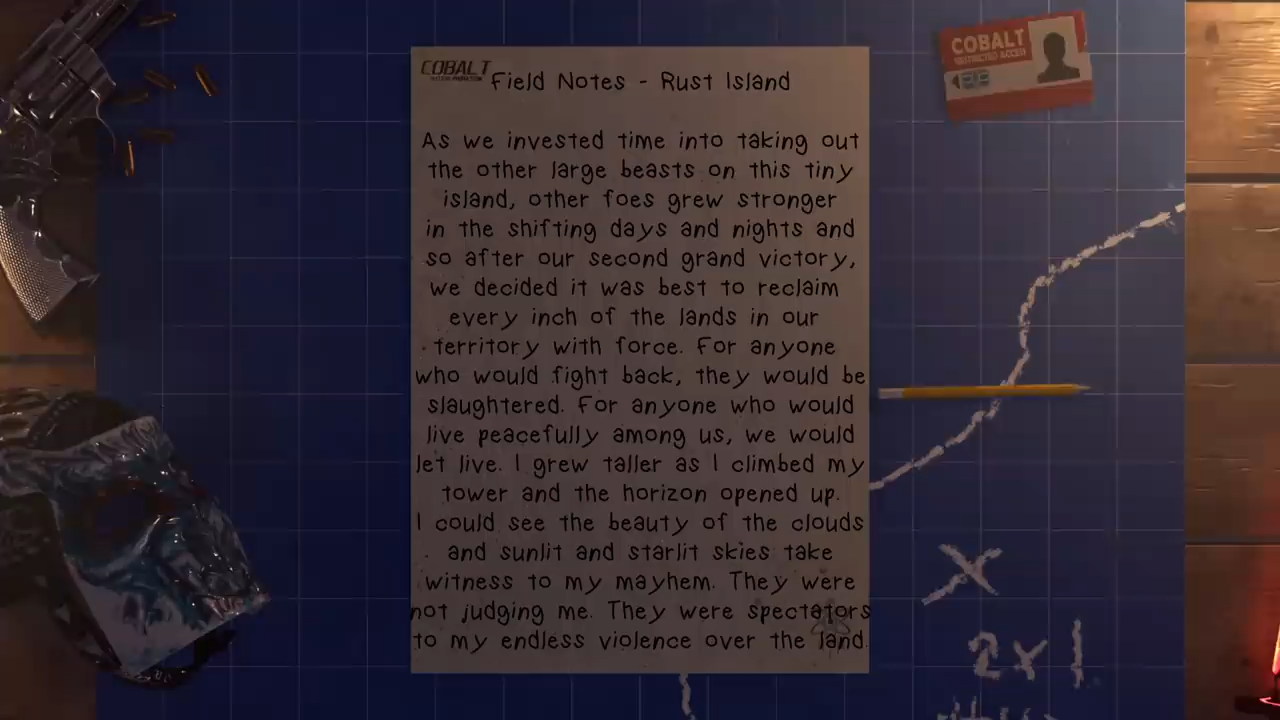 COBALT
Field Notes - Rust Island
As we invested time into taking out
the other large beasts on this tiny
island, other foes grew stronger
in the shifting days and nights and
so after our second grand victory,
we decided it was best to reclaim
every inch of the lands in our
territory with force. For anyone
who would fight back, they would be
slaughtered. For anyone who would
live peacefully among us, we would
let live. I grew taller as I climbed my
tower and the horizon opened up.
I could see the beauty of the clouds
and sunlit and starlit skies take
witness to my mayhem. They were
not judging me. They were spectators
to my endless violence over the land.
COBALT
RESTRICTED ACCESS
X
2x1